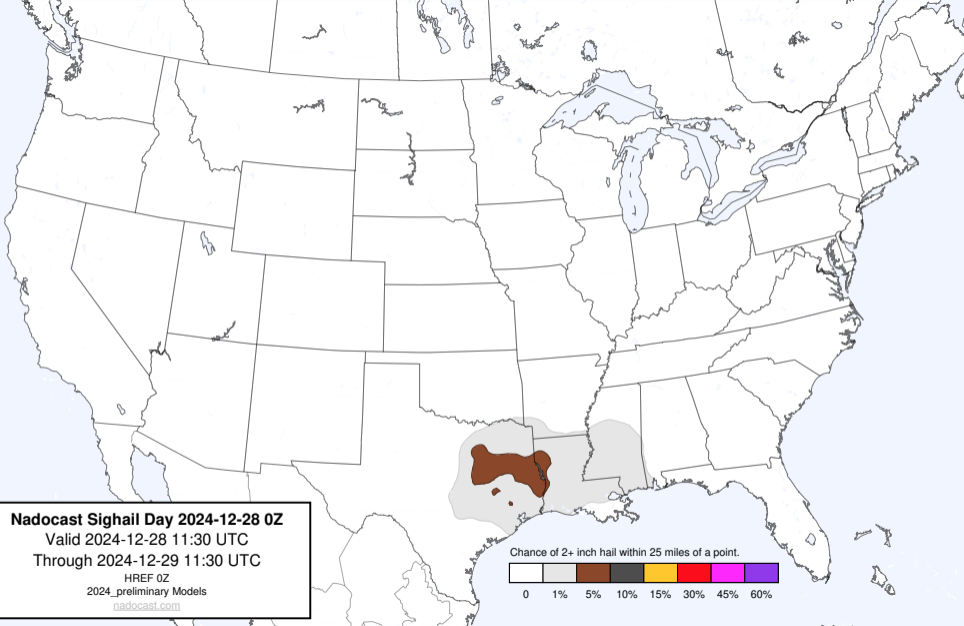 Nadocast Sighail Day 2024-12-28 0Z
Valid 2024-12-28 11:30 UTC
Through 2024-12-29 11:30 UTC
HREF 0Z
2024_preliminary Models
nadocast.com
Chance of 2+ inch hail within 25 miles of a point.
0 1% 5% 10% 15% 30% 45% 60%